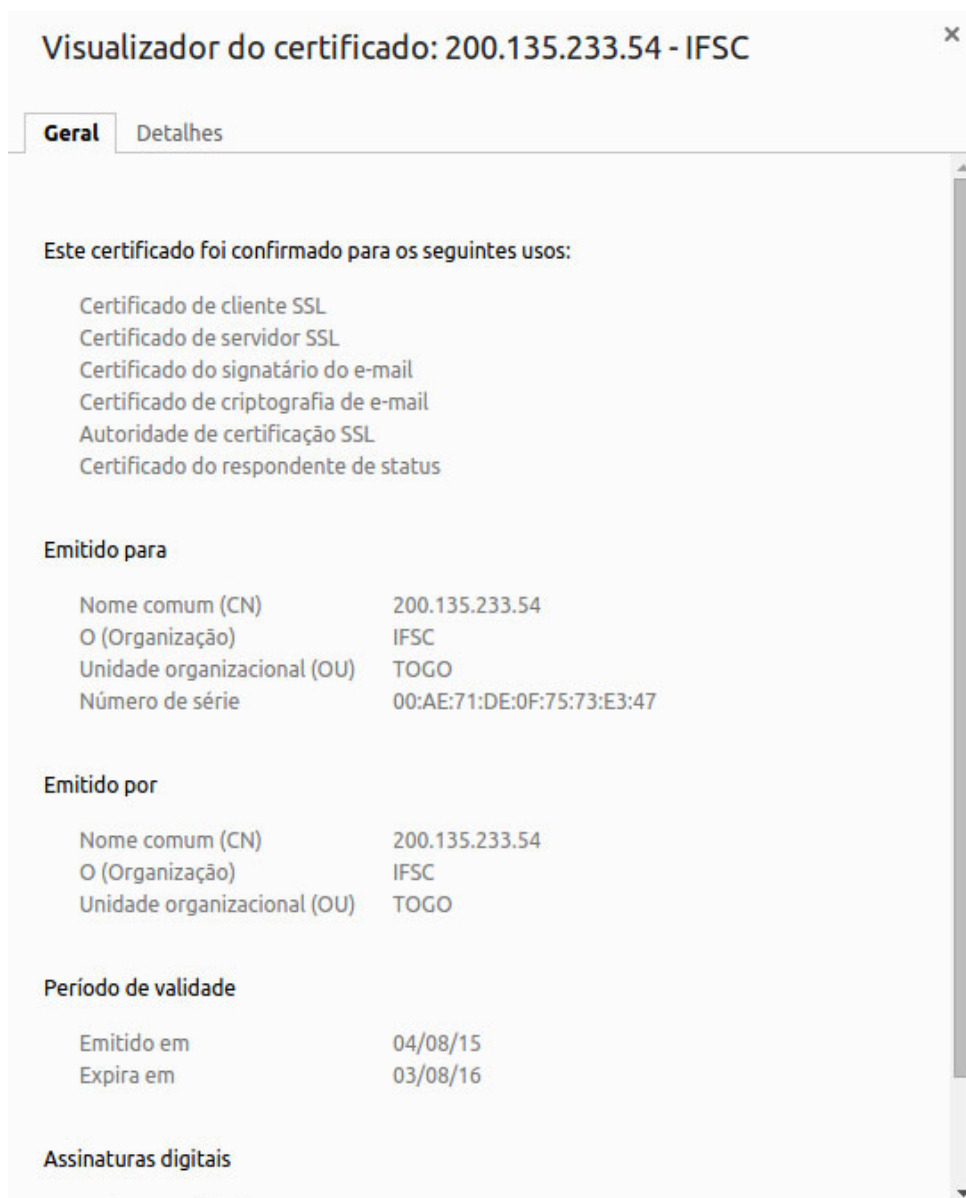 Visualizador do certificado: 200.135.233.54 - IFSC
Geral Detalhes
Este certificado foi confirmado para os seguintes usos:
Certificado de cliente SSL
Certificado de servidor SSL
Certificado do signatário do e-mail
Certificado de criptografia de e-mail
Autoridade de certificação SSL
Certificado do respondente de status
Emitido para
Nome comum (CN) 200.135.233.54
O (Organização) IFSC
Unidade organizacional (OU) TOGO
Número de série 00:AE:71:DE:0F:75:73:E3:47
Emitido por
Nome comum (CN) 200.135.233.54
O (Organização) IFSC
Unidade organizacional (OU) TOGO
Período de validade
Emitido em 04/08/15
Expira em 03/08/16
Assinaturas digitais